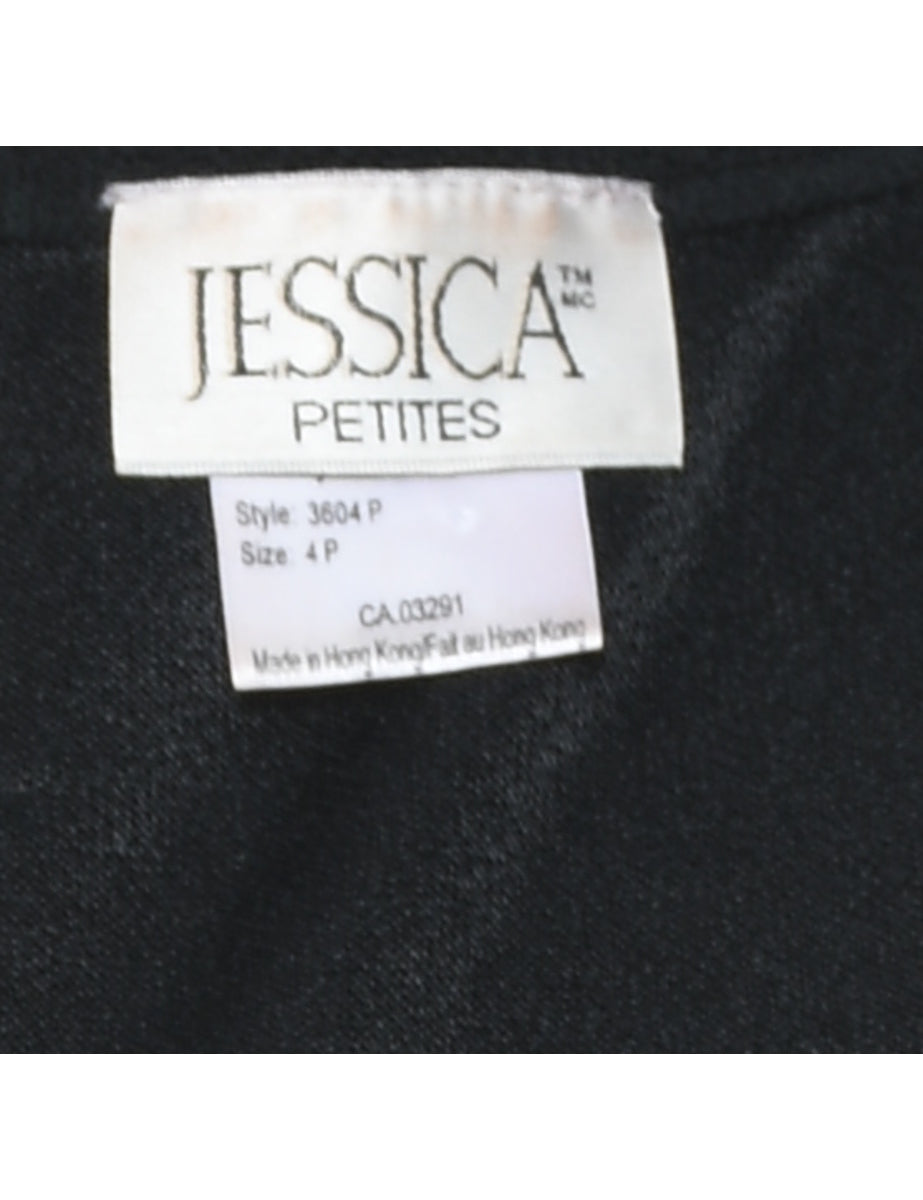 JESSICA™ MC
PETITES
Style: 3604 P
Size: 4 P
CA.03291
Made in Hong Kong/Fait au Hong Kong